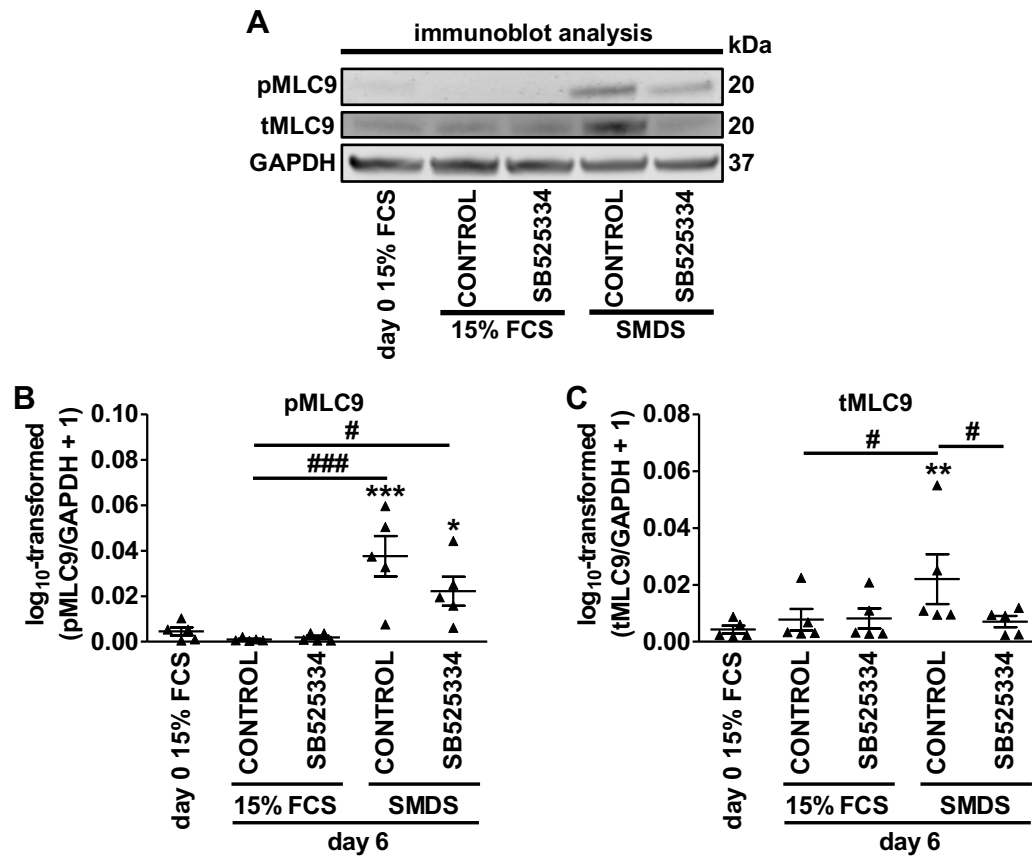 A
immunoblot analysis
kDa
pMLC9 20
tMLC9 20
GAPDH 37
day 0 15% FCS
CONTROL
SB525334
CONTROL
SB525334
15% FCS SMDS
B
pMLC9
log10-transformed
(pMLC9/GAPDH + 1)
0.10
0.08
0.06
0.04
0.02
0.00
#
###
***
*
day 0 15% FCS
CONTROL
SB525334
CONTROL
SB525334
15% FCS SMDS
day 6
C
tMLC9
log10-transformed
(tMLC9/GAPDH + 1)
0.08
0.06
0.04
0.02
0.00
# #
**
day 0 15% FCS
CONTROL
SB525334
CONTROL
SB525334
15% FCS SMDS
day 6